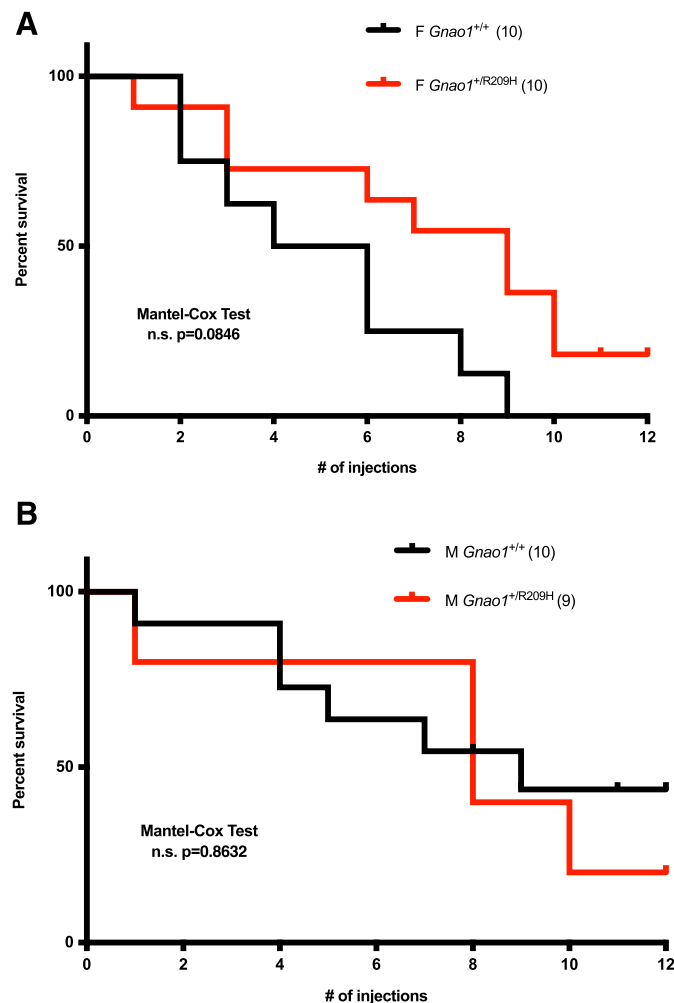 A
F Gnao1+/+ (10)
F Gnao1+/R209H (10)
Percent survival
100
50
0
Mantel-Cox Test
n.s. p=0.0846
0 2 4 6 8 10 12
# of injections
B
M Gnao1+/+ (10)
M Gnao1+/R209H (9)
Percent survival
100
50
0
Mantel-Cox Test
n.s. p=0.8632
0 2 4 6 8 10 12
# of injections